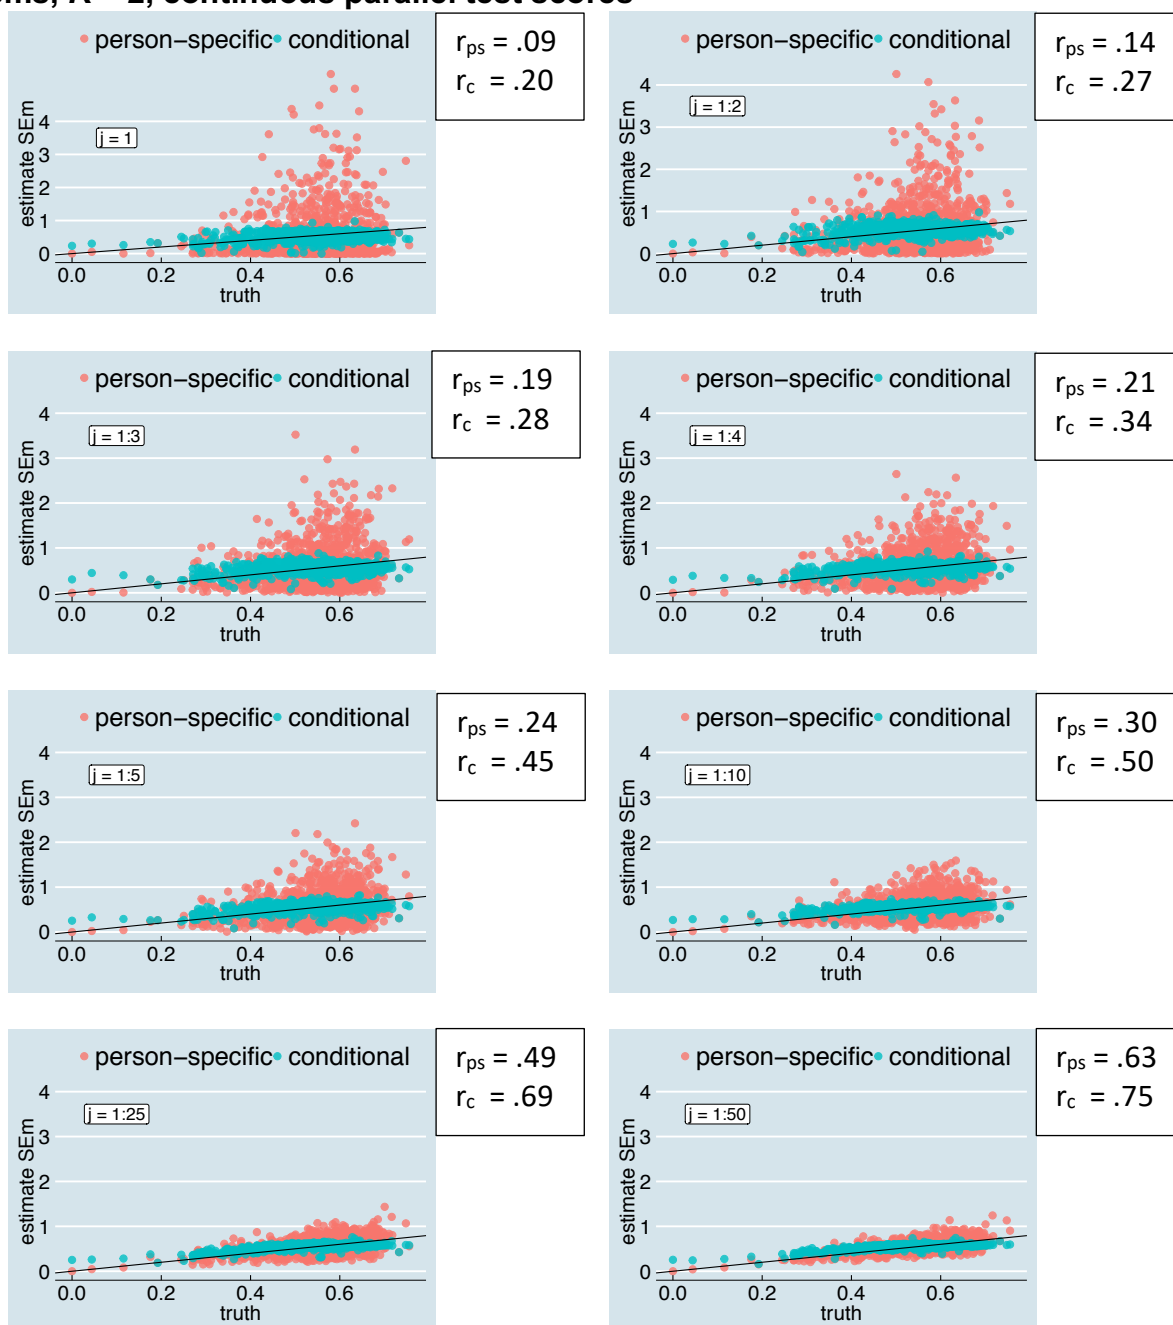 2, continuous parallel test scores
person-specific conditional
r_ps = .09
r_c = .20
j = 1
estimate SEm
4
3
2
1
0
0.0 0.2 0.4 0.6
truth
person-specific conditional
r_ps = .14
r_c = .27
j = 1:2
estimate SEm
4
3
2
1
0
0.0 0.2 0.4 0.6
truth
person-specific conditional
r_ps = .19
r_c = .28
j = 1:3
estimate SEm
4
3
2
1
0
0.0 0.2 0.4 0.6
truth
person-specific conditional
r_ps = .21
r_c = .34
j = 1:4
estimate SEm
4
3
2
1
0
0.0 0.2 0.4 0.6
truth
person-specific conditional
r_ps = .24
r_c = .45
j = 1:5
estimate SEm
4
3
2
1
0
0.0 0.2 0.4 0.6
truth
person-specific conditional
r_ps = .30
r_c = .50
j = 1:10
estimate SEm
4
3
2
1
0
0.0 0.2 0.4 0.6
truth
person-specific conditional
r_ps = .49
r_c = .69
j = 1:25
estimate SEm
4
3
2
1
0
0.0 0.2 0.4 0.6
truth
person-specific conditional
r_ps = .63
r_c = .75
j = 1:50
estimate SEm
4
3
2
1
0
0.0 0.2 0.4 0.6
truth